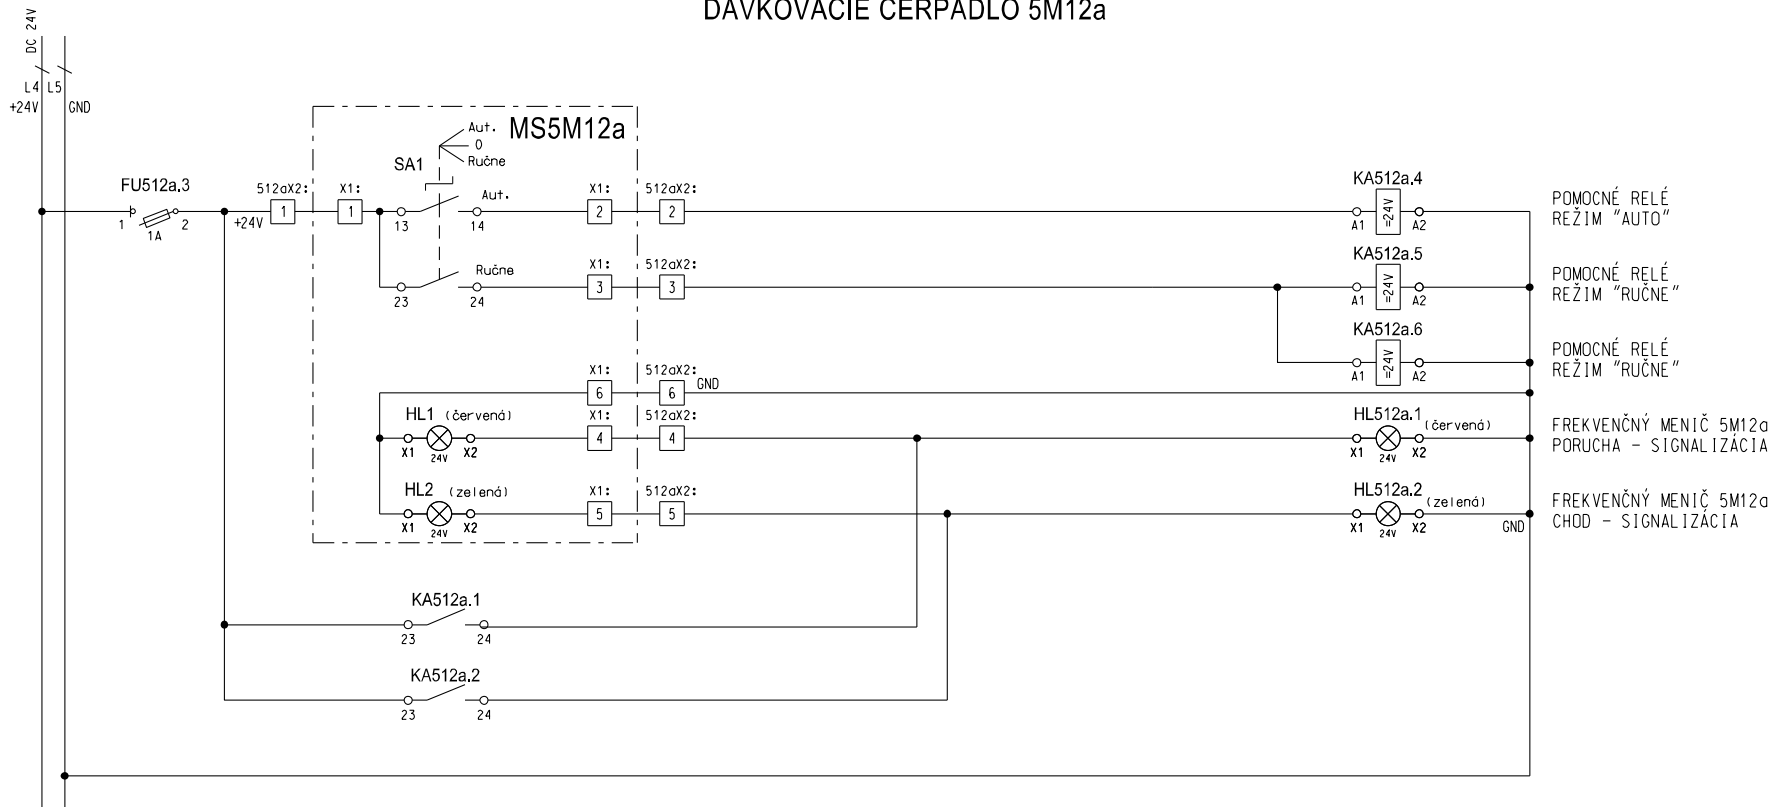 DÁVKOVACIE ČERPADLO 5M12a
DC 24V
L4 L5
+24V GND
MS5M12a
Aut.
0
Ručne
SA1
FU512a.3
1 2
1A
+24V
512aX2: X1:
1 1
Aut.
13 14
X1: 512aX2:
2 2
KA512a.4
=24V
A1 A2
POMOCNÉ RELÉ
REŽIM "AUTO"
Ručne
23 24
X1: 512aX2:
3 3
KA512a.5
=24V
A1 A2
POMOCNÉ RELÉ
REŽIM "RUČNE"
KA512a.6
=24V
A1 A2
POMOCNÉ RELÉ
REŽIM "RUČNE"
X1: 512aX2:
6 6 GND
HL1 (červená)
X1 24V X2
X1: 512aX2:
4 4
HL512a.1 (červená)
X1 24V X2
FREKVENČNÝ MENIČ 5M12a
PORUCHA - SIGNALIZÁCIA
HL2 (zelená)
X1 24V X2
X1: 512aX2:
5 5
HL512a.2 (zelená)
X1 24V X2
GND
FREKVENČNÝ MENIČ 5M12a
CHOD - SIGNALIZÁCIA
KA512a.1
23 24
KA512a.2
23 24